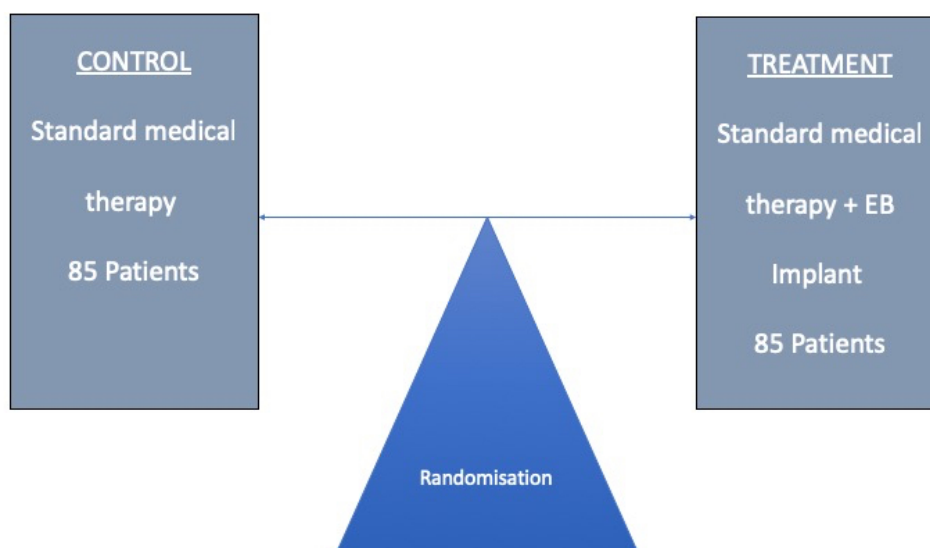 CONTROL
Standard medical
therapy
85 Patients
TREATMENT
Standard medical
therapy + EB
Implant
85 Patients
Randomisation